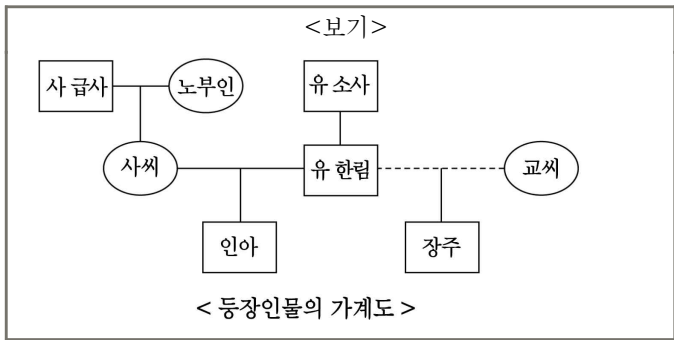 <보기>
사 급사 노부인 유 소사
사씨 유 한림 교씨
인아 장주
< 등장인물의 가계도 >